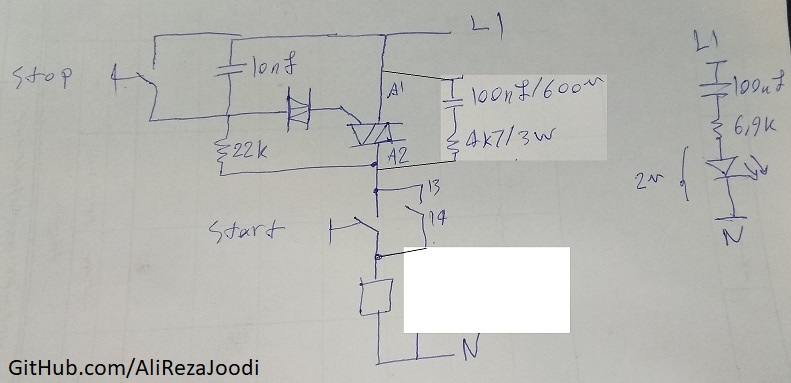 L1
Stop
10nf
A1
100nf/600v
4k7/3w
A2
22k
13
14
Start
N
L1
100nf
6,9k
2v
N
GitHub.com/AliRezaJoodi